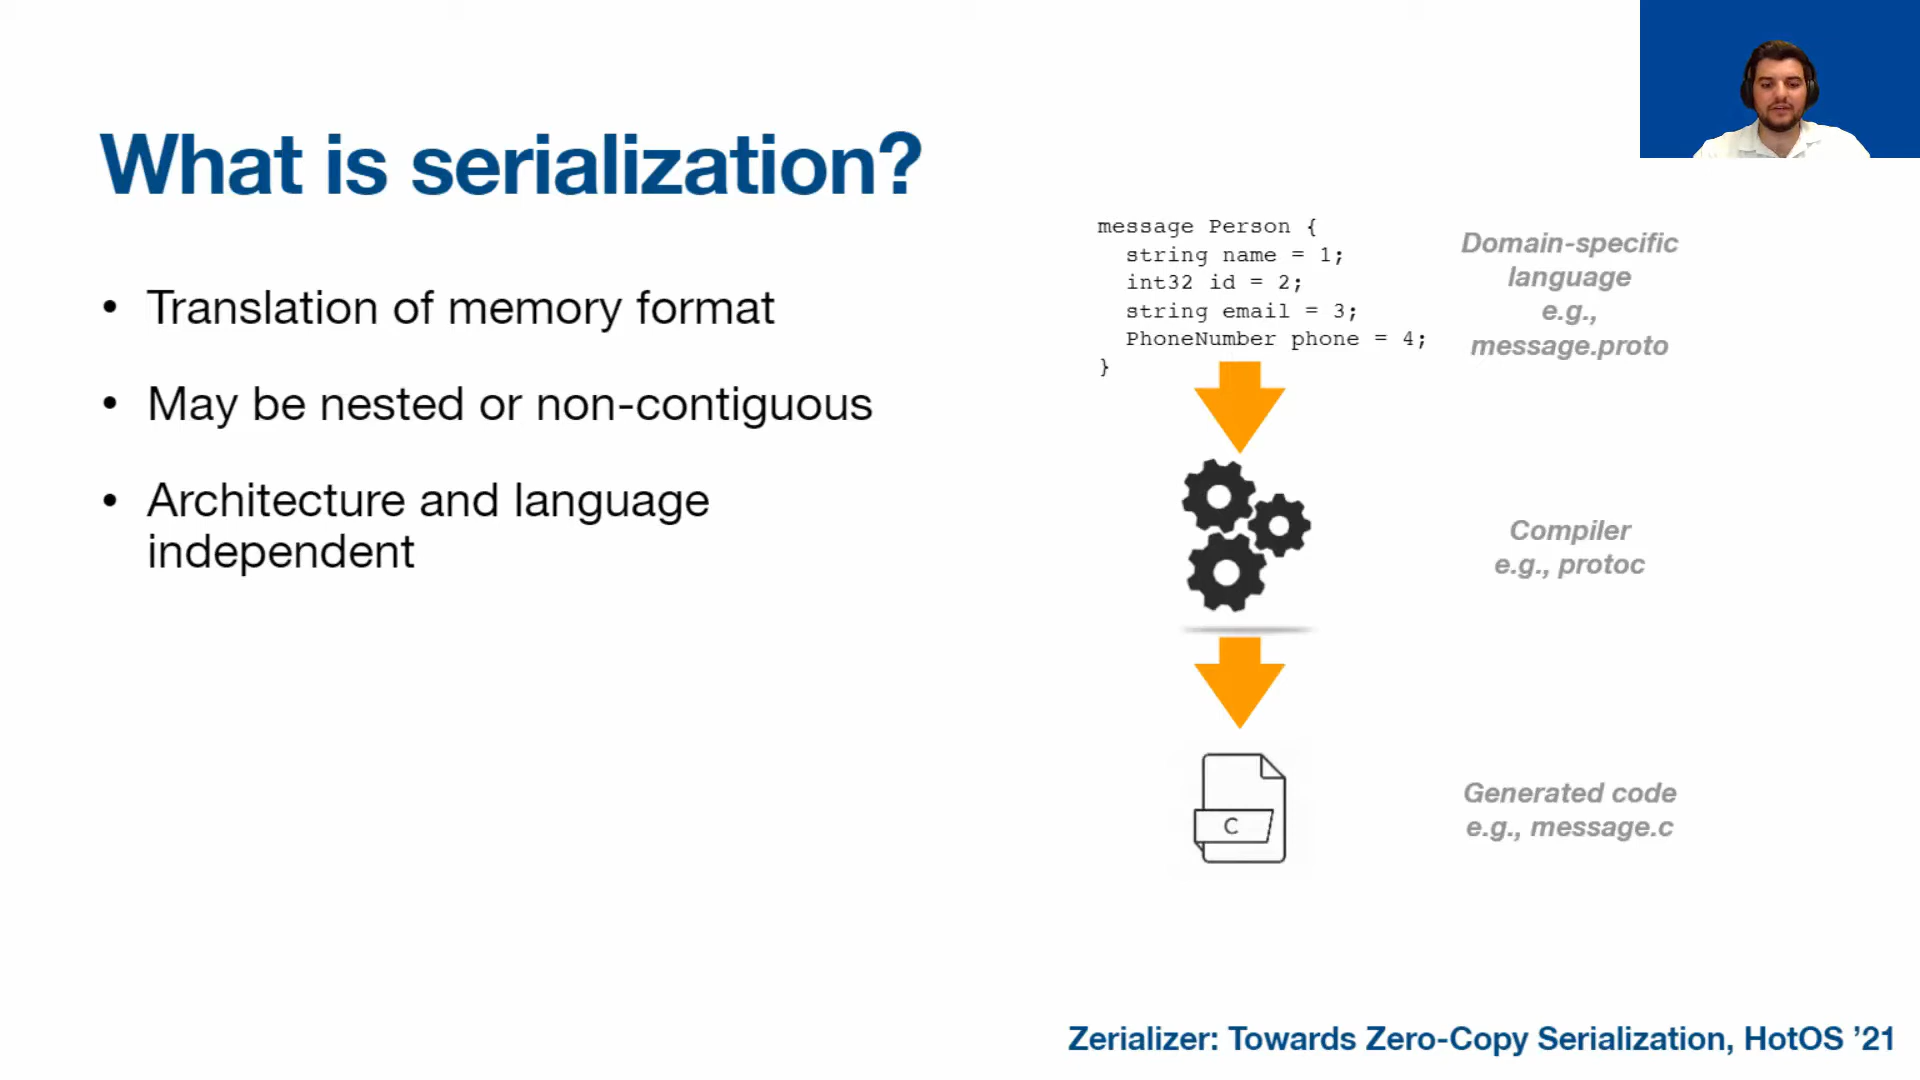 What is serialization?
• Translation of memory format
• May be nested or non-contiguous
• Architecture and language
independent
message Person {
  string name = 1;
  int32 id = 2;
  string email = 3;
  PhoneNumber phone = 4;
}
Domain-specific
language
e.g.,
message.proto
Compiler
e.g., protoc
C
Generated code
e.g., message.c
Zerializer: Towards Zero-Copy Serialization, HotOS ’21